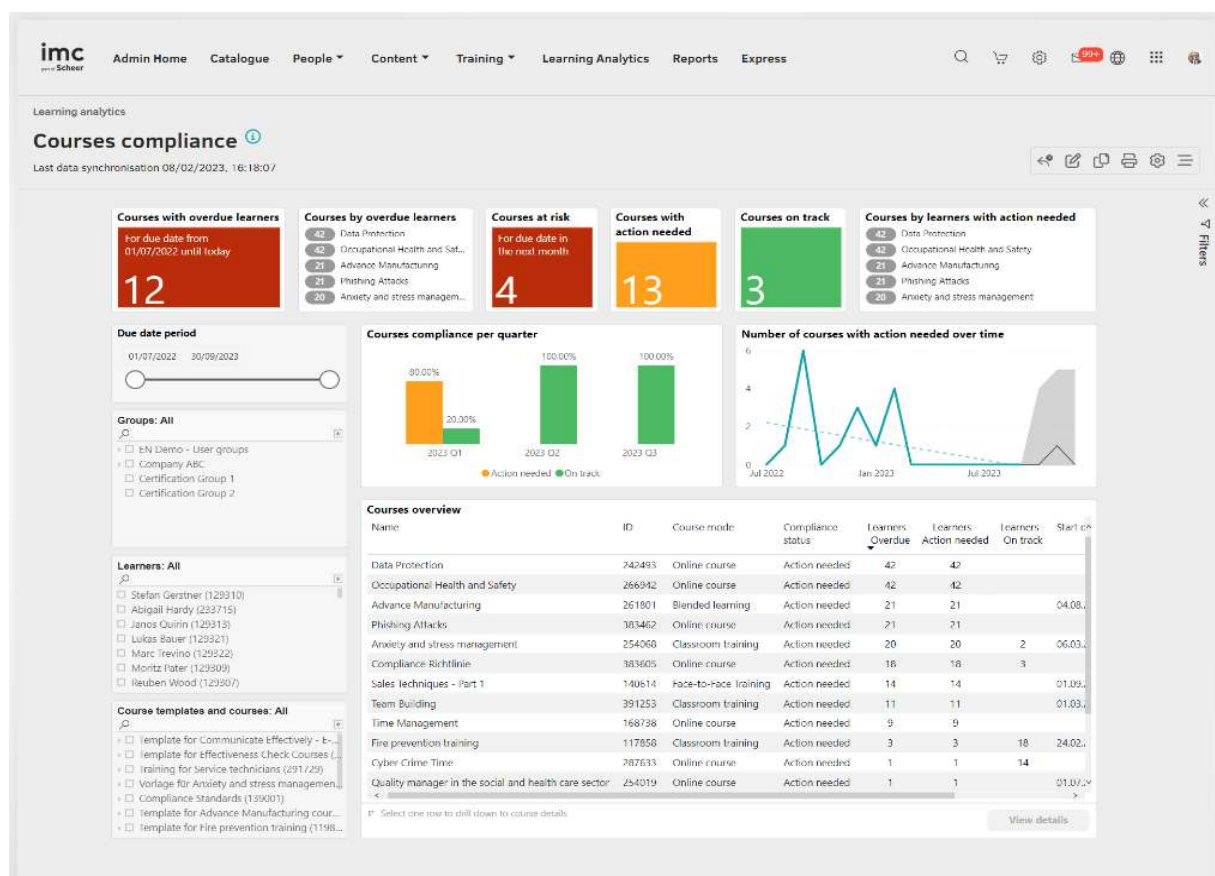 imc
part of Scheer
Admin Home Catalogue People Content Training Learning Analytics Reports Express
99+
Learning analytics
Courses compliance
Last data synchronisation 08/02/2023, 16:18:07
Filters
Courses with overdue learners
For due date from
01/07/2022 until today
12
Courses by overdue learners
42 Data Protection
42 Occupational Health and Saf...
21 Advance Manufacturing
21 Phishing Attacks
20 Anxiety and stress managem...
Courses at risk
For due date in
the next month
4
Courses with
action needed
13
Courses on track
3
Courses by learners with action needed
42 Data Protection
42 Occupational Health and Safety
21 Advance Manufacturing
21 Phishing Attacks
20 Anxiety and stress management
Due date period
01/07/2022 30/09/2023
Groups: All
EN Demo - User groups
Company ABC
Certification Group 1
Certification Group 2
Learners: All
Stefan Gerstner (129310)
Abigail Hardy (233715)
Janos Quirin (129313)
Lukas Bauer (129321)
Marc Trevino (129322)
Moritz Pater (129309)
Reuben Wood (129307)
Course templates and courses: All
Template for Communicate Effectively - E-...
Template for Effectiveness Check Courses (...
Training for Service technicians (291729)
Vorlage für Anxiety and stress managemen...
Compliance Standards (139001)
Template for Advance Manufacturing cour...
Template for Fire prevention training (1198...
Courses compliance per quarter
80.00%
20.00%
100.00%
100.00%
2023 Q1 2023 Q2 2023 Q3
Action needed On track
Number of courses with action needed over time
6
4
2
0
Jul 2022 Jan 2023 Jul 2023
Courses overview
Name ID Course mode Compliance status Learners Overdue Learners Action needed Learners On track Start
Data Protection 242493 Online course Action needed 42 42
Occupational Health and Safety 266942 Online course Action needed 42 42
Advance Manufacturing 261801 Blended learning Action needed 21 21 04.08.
Phishing Attacks 383462 Online course Action needed 21 21
Anxiety and stress management 254068 Classroom training Action needed 20 20 2 06.03.
Compliance Richtlinie 383605 Online course Action needed 18 18 3
Sales Techniques - Part 1 140614 Face-to-Face Training Action needed 14 14 01.09.
Team Building 391253 Classroom training Action needed 11 11 01.03.
Time Management 168738 Online course Action needed 9 9
Fire prevention training 117858 Classroom training Action needed 3 3 18 24.02.
Cyber Crime Time 287633 Online course Action needed 1 1 14
Quality manager in the social and health care sector 254019 Online course Action needed 1 1 01.07.
Select one row to drill down to course details
View details